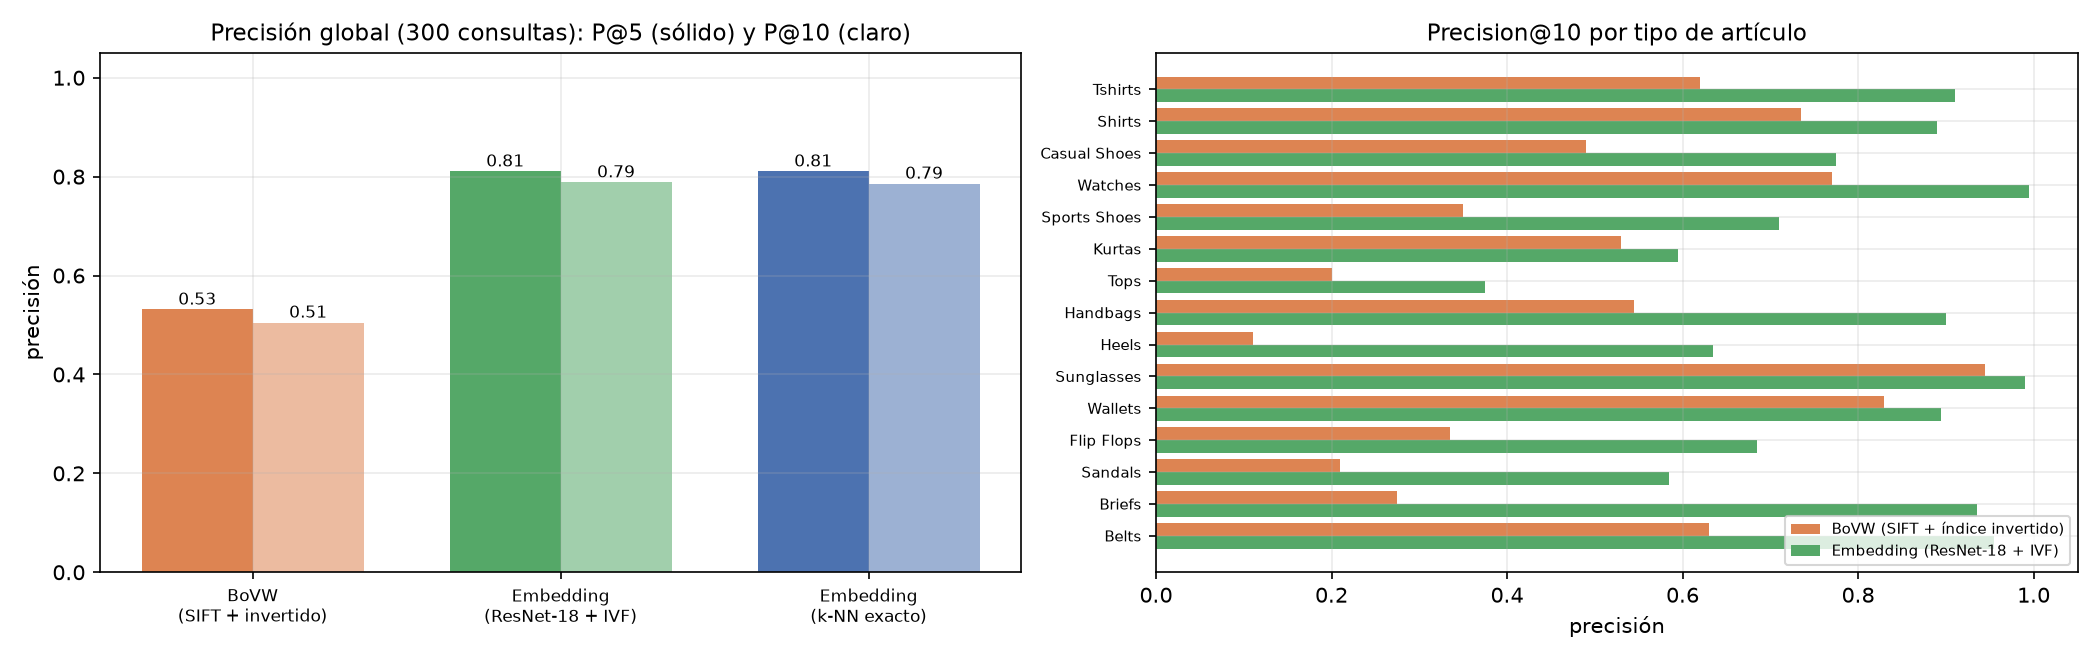 Precisión global (300 consultas): P@5 (sólido) y P@10 (claro)
precisión
1.0
0.8
0.6
0.4
0.2
0.0
0.53
0.51
0.81
0.79
0.81
0.79
BoVW
(SIFT + invertido)
Embedding
(ResNet-18 + IVF)
Embedding
(k-NN exacto)
Precision@10 por tipo de artículo
Tshirts
Shirts
Casual Shoes
Watches
Sports Shoes
Kurtas
Tops
Handbags
Heels
Sunglasses
Wallets
Flip Flops
Sandals
Briefs
Belts
BoVW (SIFT + índice invertido)
Embedding (ResNet-18 + IVF)
0.0
0.2
0.4
0.6
0.8
1.0
precisión